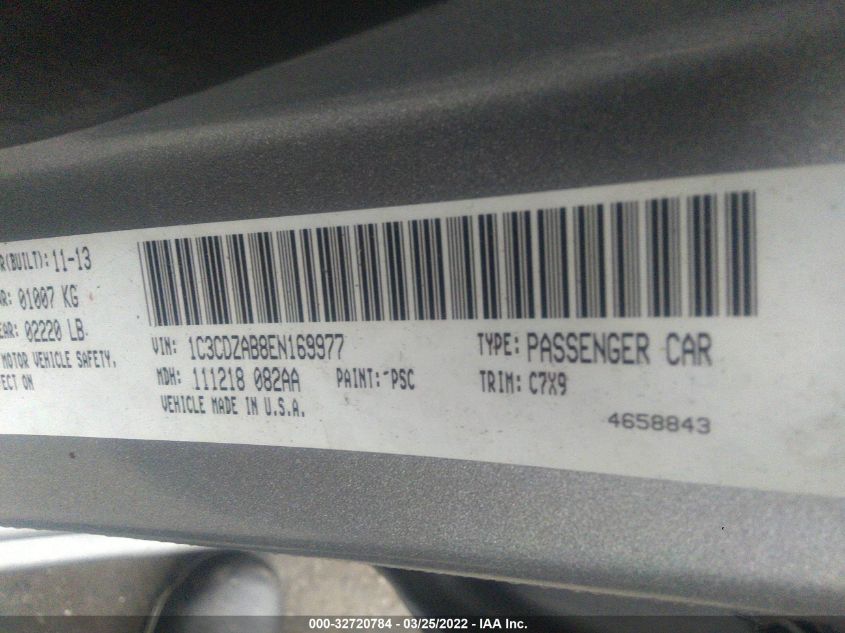 R(BUILT): 11-13
R: 01007 KG
EAR: 02220 LB
MOTOR VEHICLE SAFETY,
FECT ON
VIN: 1C3CDZAB8EN169977
TYPE: PASSENGER CAR
MDH: 111218 082AA
PAINT: PSC
TRIM: C7X9
VEHICLE MADE IN U.S.A.
4658843
000-32720784 - 03/25/2022 - IAA Inc.